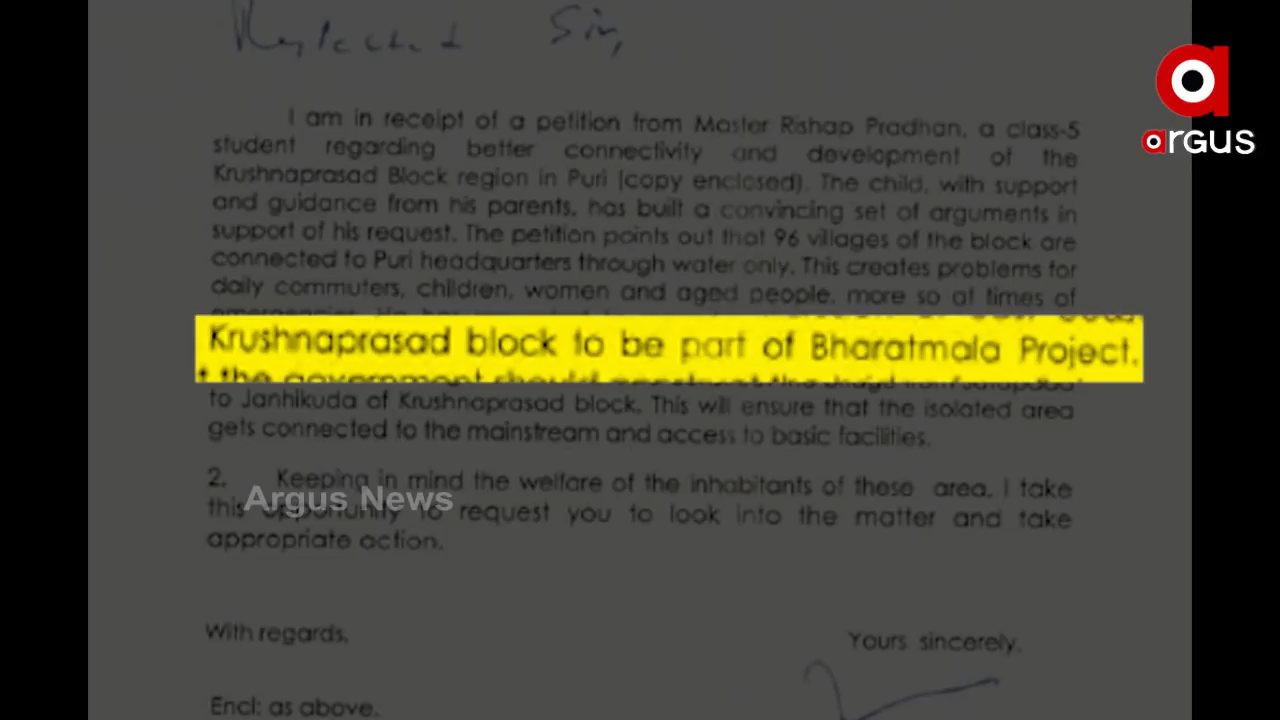 Respected Sir,
argus
I am in receipt of a petition from Master Rishap Pradhan, a class-5
student regarding better connectivity and development of the
Krushnaprasad Block region in Puri (copy enclosed). The child, with support
and guidance from his parents, has built a convincing set of arguments in
support of his request. The petition points out that 96 villages of the block are
connected to Puri headquarters through water only. This creates problems for
daily commuters, children, women and aged people, more so at times of
Krushnaprasad block to be part of Bharatmala Project.
the government should
to Janhikuda of Krushnaprasad block. This will ensure that the isolated area
gets connected to the mainstream and access to basic facilities.
2. Keeping in mind the welfare of the inhabitants of these area, I take
Argus News
this opportunity to request you to look into the matter and take
appropriate action.
With regards,
Yours sincerely,
Encl: as above.